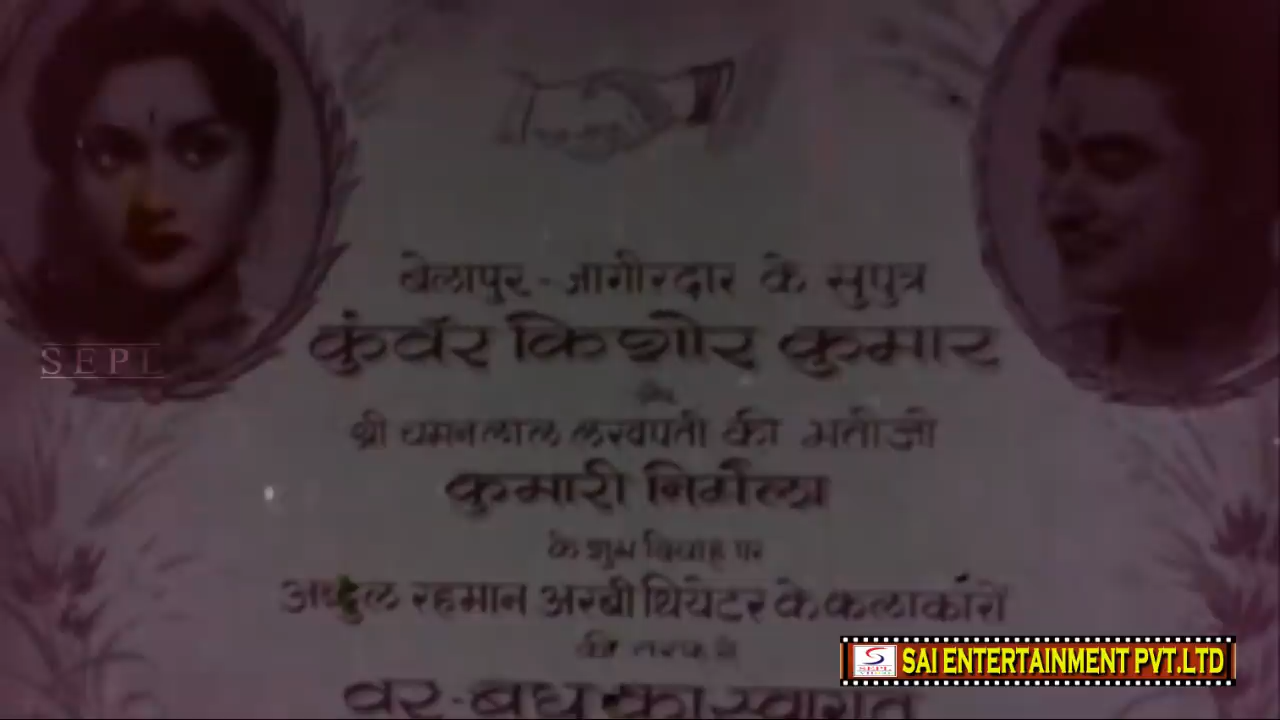 बेलापुर - जागीरदार के सुपुत्र
कुंवर किशोर कुमार
श्री चमनलाल लखपती की भतीजी
कुमारी निर्मला
के शुभ विवाह पर
अब्दुल रहमान अरबी थियेटर के कलाकारों
की तरफ से
वर-बधु का स्वागत
SEPL
SAI ENTERTAINMENT PVT.LTD